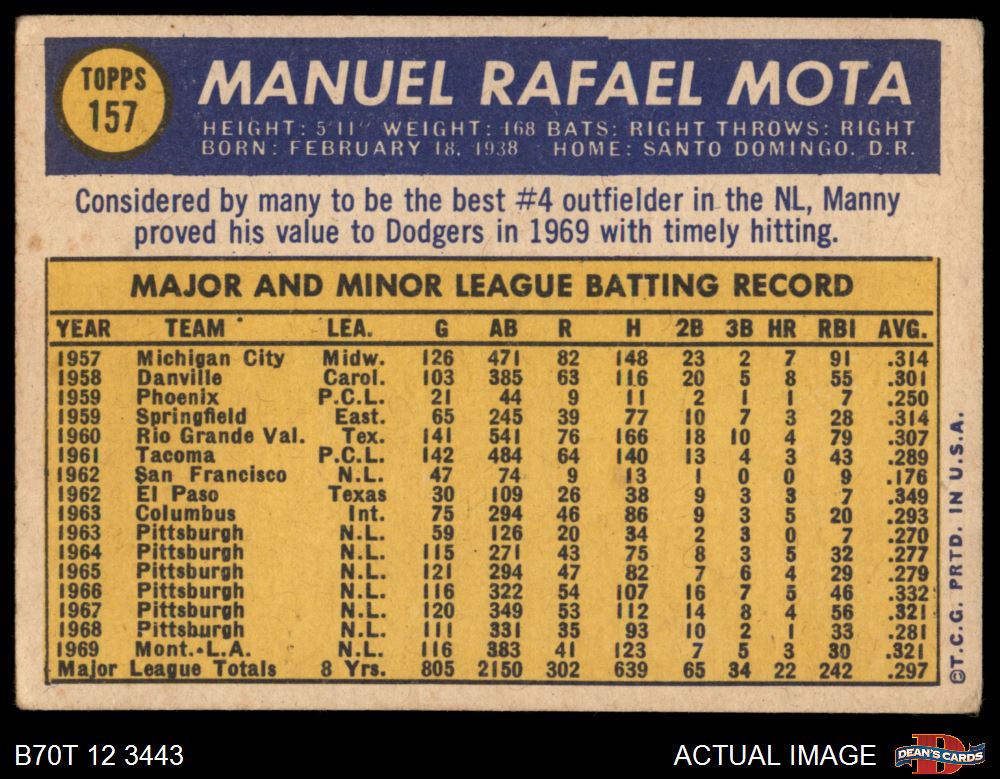 TOPPS
157
MANUEL RAFAEL MOTA
HEIGHT: 5'11" WEIGHT: 168 BATS: RIGHT THROWS: RIGHT
BORN: FEBRUARY 18, 1938 HOME: SANTO DOMINGO, D.R.
Considered by many to be the best #4 outfielder in the NL, Manny
proved his value to Dodgers in 1969 with timely hitting.
MAJOR AND MINOR LEAGUE BATTING RECORD
YEAR TEAM LEA. G AB R H 2B 3B HR RBI AVG.
1957 Michigan City Midw. 126 471 82 148 23 2 7 91 .314
1958 Danville Carol. 103 385 63 116 20 5 8 55 .301
1959 Phoenix P.C.L. 21 44 9 11 2 1 1 7 .250
1959 Springfield East. 65 245 39 77 10 7 3 28 .314
1960 Rio Grande Val. Tex. 141 541 76 166 18 10 4 79 .307
1961 Tacoma P.C.L. 142 484 64 140 13 4 3 43 .289
1962 San Francisco N.L. 47 74 9 13 1 0 0 9 .176
1962 El Paso Texas 30 109 26 38 9 3 3 7 .349
1963 Columbus Int. 75 294 46 86 9 3 5 20 .293
1963 Pittsburgh N.L. 59 126 20 34 2 3 0 7 .270
1964 Pittsburgh N.L. 115 271 43 75 8 3 5 32 .277
1965 Pittsburgh N.L. 121 294 47 82 7 6 4 29 .279
1966 Pittsburgh N.L. 116 322 54 107 16 7 5 46 .332
1967 Pittsburgh N.L. 120 349 53 112 14 8 4 56 .321
1968 Pittsburgh N.L. 111 331 35 93 10 2 1 33 .281
1969 Mont.-L.A. N.L. 116 383 41 123 7 5 3 30 .321
Major League Totals 8 Yrs. 805 2150 302 639 65 34 22 242 .297
©T.C.G. PRTD. IN U.S.A.
B70T 12 3443
ACTUAL IMAGE
D
DEAN'S CARDS